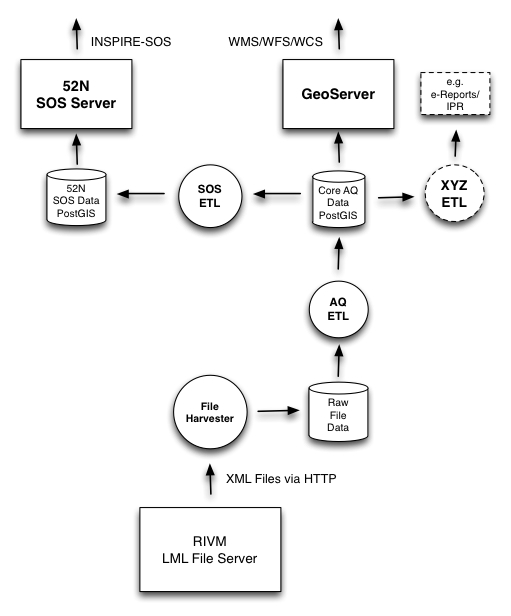 INSPIRE-SOS
WMS/WFS/WCS
52N
SOS Server
GeoServer
e.g.
e-Reports/
IPR
52N
SOS Data
PostGIS
SOS
ETL
Core AQ
Data
PostGIS
XYZ
ETL
AQ
ETL
File
Harvester
Raw
File
Data
XML Files via HTTP
RIVM
LML File Server